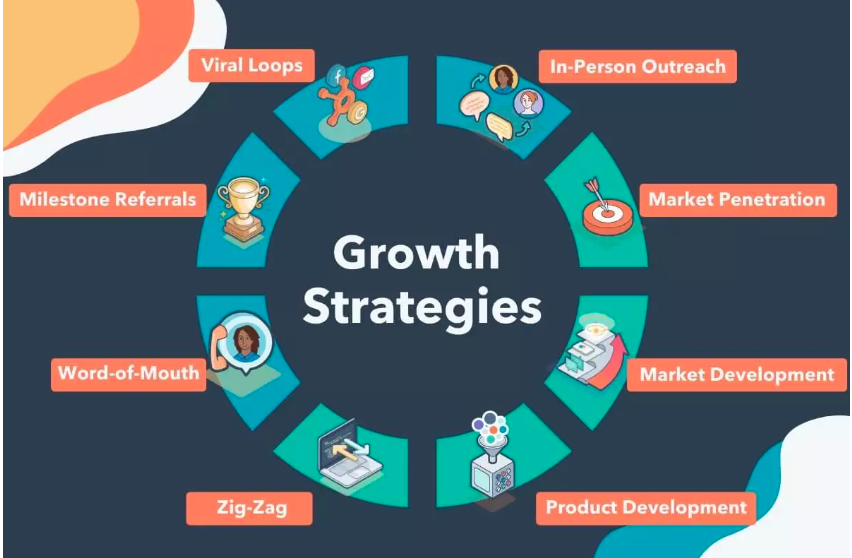 Viral Loops
In-Person Outreach
Milestone Referrals
Market Penetration
Growth
Strategies
Word-of-Mouth
Market Development
Zig-Zag
Product Development